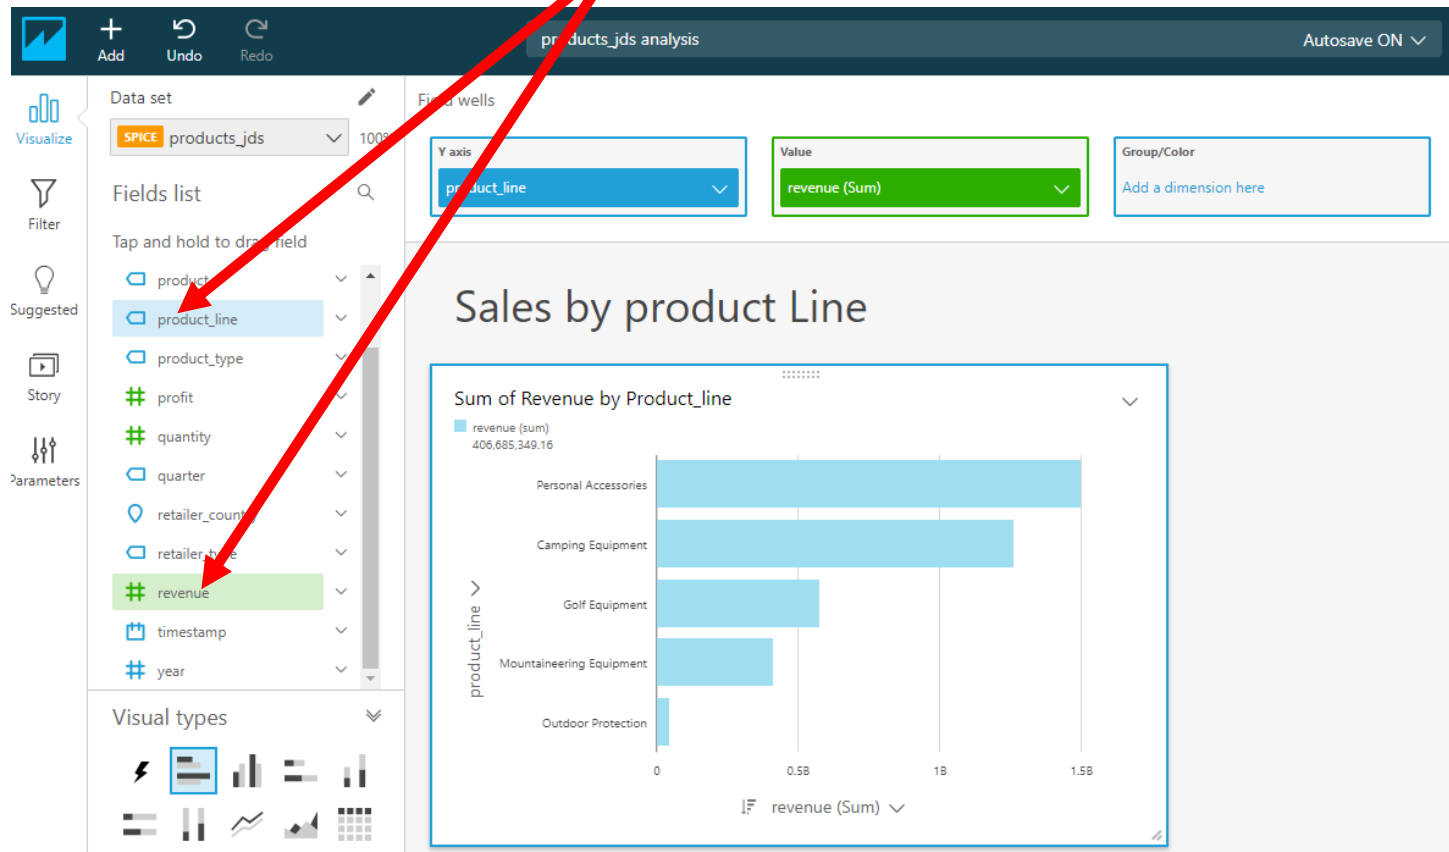 Add
Undo
Redo
products_jds analysis
Autosave ON
Visualize
Filter
Suggested
Story
Parameters
Data set
SPICE products_jds
100%
Fields list
Tap and hold to drag field
product
product_line
product_type
profit
quantity
quarter
retailer_country
retailer_type
revenue
timestamp
year
Visual types
Field wells
Y axis
product_line
Value
revenue (Sum)
Group/Color
Add a dimension here
Sales by product Line
Sum of Revenue by Product_line
revenue (sum)
406,685,349.16
product_line
Personal Accessories
Camping Equipment
Golf Equipment
Mountaineering Equipment
Outdoor Protection
0 0.5B 1B 1.5B
revenue (Sum)